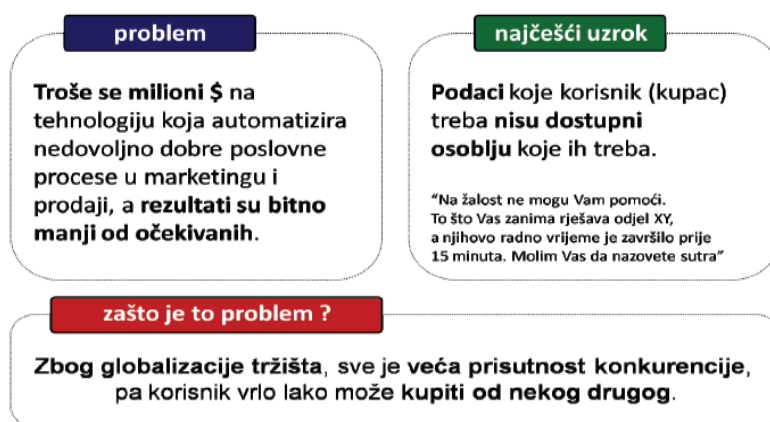 problem
Troše se milioni $ na
tehnologiju koja automatizira
nedovoljno dobre poslovne
procese u marketingu i
prodaji, a rezultati su bitno
manji od očekivanih.
najčešći uzrok
Podaci koje korisnik (kupac)
treba nisu dostupni
osoblju koje ih treba.
“Na žalost ne mogu Vam pomoći.
To što Vas zanima rješava odjel XY,
a njihovo radno vrijeme je završilo prije
15 minuta. Molim Vas da nazovete sutra”
zašto je to problem ?
Zbog globalizacije tržišta, sve je veća prisutnost konkurencije,
pa korisnik vrlo lako može kupiti od nekog drugog.